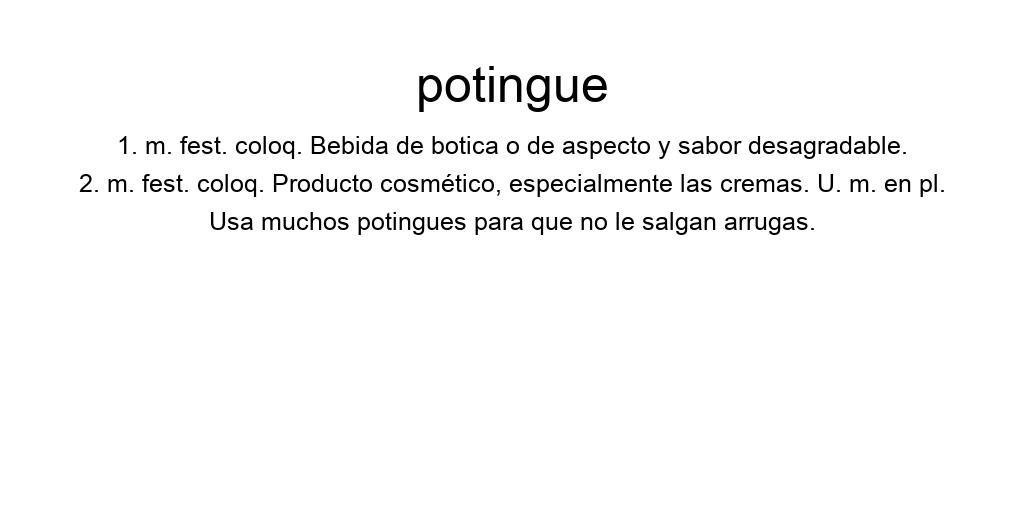 potingue
1. m. fest. coloq. Bebida de botica o de aspecto y sabor desagradable.
2. m. fest. coloq. Producto cosmético, especialmente las cremas. U. m. en pl.
Usa muchos potingues para que no le salgan arrugas.